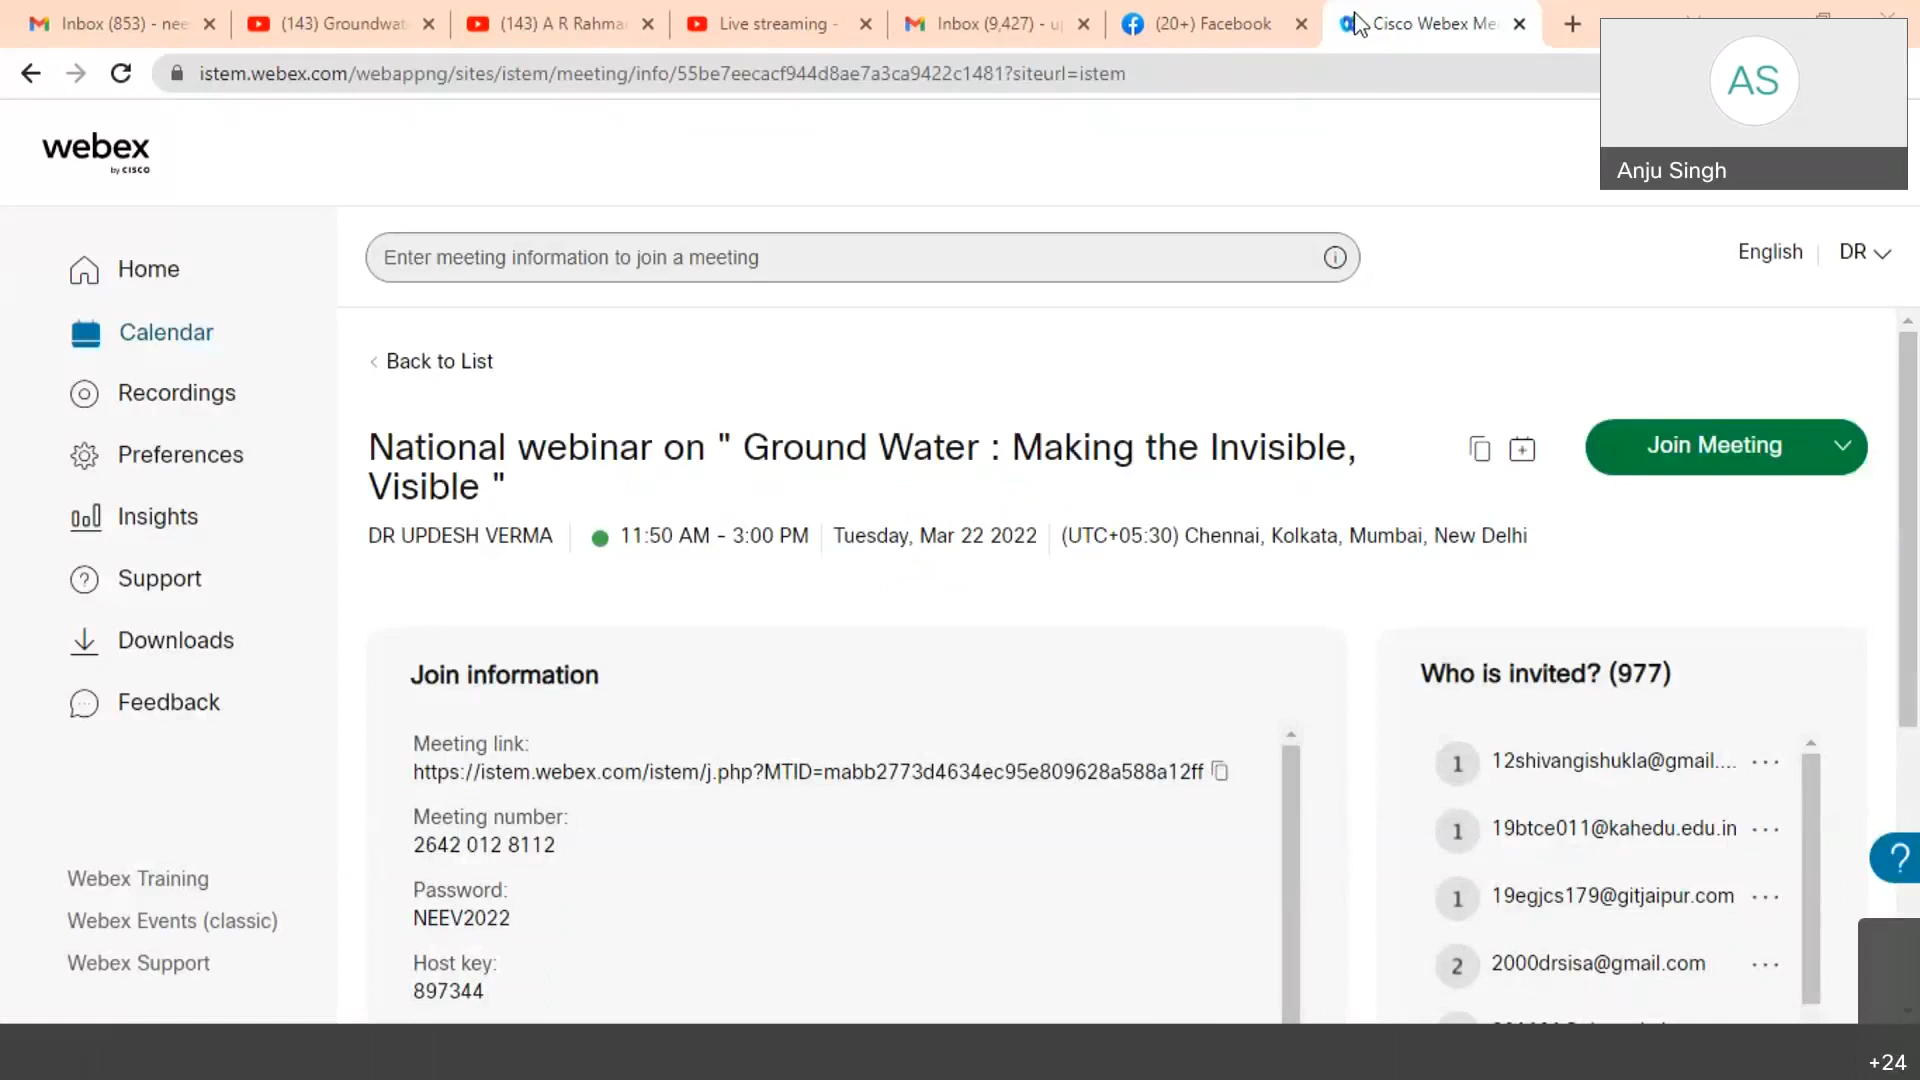 Inbox (853) - nee
(143) Groundwat
(143) A R Rahma
Live streaming -
Inbox (9,427) - u
(20+) Facebook
Cisco Webex Me
istem.webex.com/webappng/sites/istem/meeting/info/55be7eecacf944d8ae7a3ca9422c1481?siteurl=istem
AS
Anju Singh
webex
by CISCO
Enter meeting information to join a meeting
English
DR
Home
Calendar
Recordings
Preferences
Insights
Support
Downloads
Feedback
Webex Training
Webex Events (classic)
Webex Support
Back to List
National webinar on " Ground Water : Making the Invisible,
Visible "
Join Meeting
DR UPDESH VERMA 11:50 AM - 3:00 PM Tuesday, Mar 22 2022 (UTC+05:30) Chennai, Kolkata, Mumbai, New Delhi
Join information
Meeting link:
https://istem.webex.com/istem/j.php?MTID=mabb2773d4634ec95e809628a588a12ff
Meeting number:
2642 012 8112
Password:
NEEV2022
Host key:
897344
Who is invited? (977)
1 12shivangishukla@gmail.... ...
1 19btce011@kahedu.edu.in ...
1 19egjcs179@gitjaipur.com ...
2 2000drsisa@gmail.com ...
?
+24